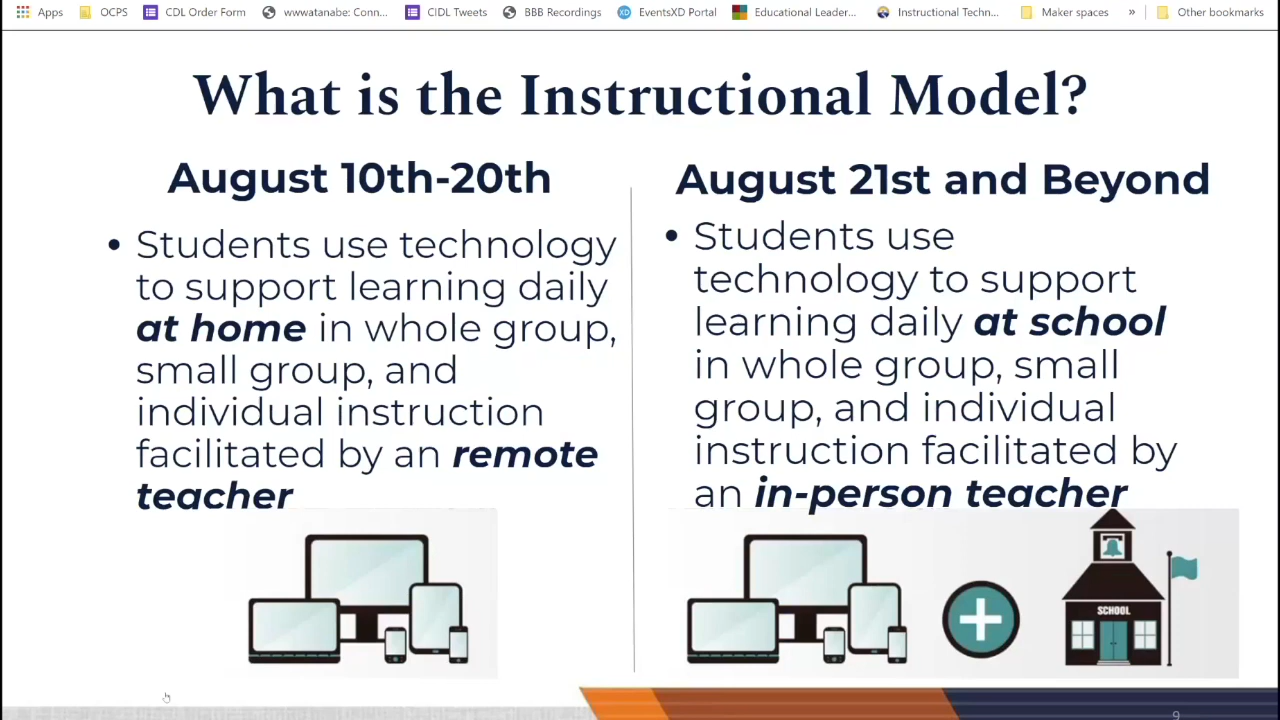 Apps OCPS CDL Order Form wwwatanabe: Conn... CIDL Tweets BBB Recordings XD EventsXD Portal Educational Leader... Instructional Techn... Maker spaces » Other bookmarks
What is the Instructional Model?
August 10th-20th
• Students use technology
to support learning daily
at home in whole group,
small group, and
individual instruction
facilitated by an remote
teacher
August 21st and Beyond
• Students use
technology to support
learning daily at school
in whole group, small
group, and individual
instruction facilitated by
an in-person teacher
SCHOOL
9